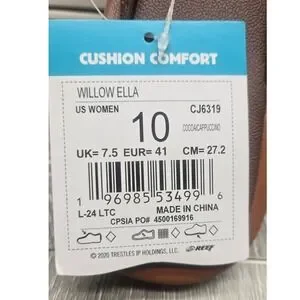 CUSHION COMFORT
WILLOW ELLA
US WOMEN CJ6319
10 COCOA/CAPPUCCINO
UK= 7.5 EUR= 41 CM= 27.2
1 96985 53499 6
L-24 LTC MADE IN CHINA
CPSIA PO# 4500169916
© 2020 TRESTLES IP HOLDINGS, LLC. REEF